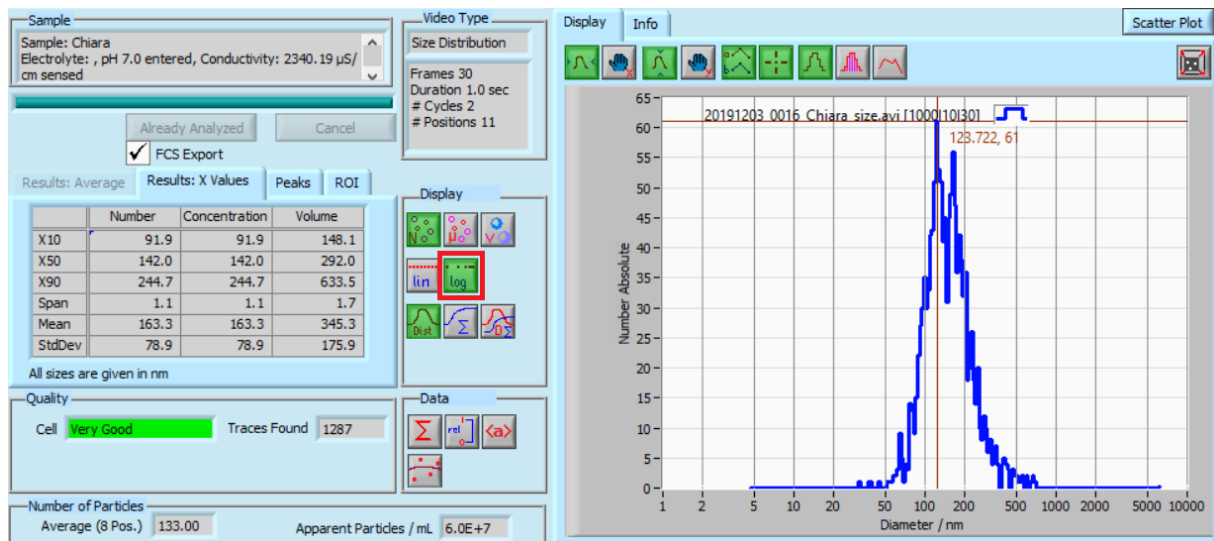 Sample
Sample: Chiara
Electrolyte: , pH 7.0 entered, Conductivity: 2340.19 µS/
cm sensed
Already Analyzed
Cancel
FCS Export
Results: Average
Results: X Values
Peaks
ROI
Number Concentration Volume
X10 91.9 91.9 148.1
X50 142.0 142.0 292.0
X90 244.7 244.7 633.5
Span 1.1 1.1 1.7
Mean 163.3 163.3 345.3
StdDev 78.9 78.9 175.9
All sizes are given in nm
Quality
Cell Very Good
Traces Found 1287
Number of Particles
Average (8 Pos.) 133.00
Apparent Particles / mL 6.0E+7
Video Type
Size Distribution
Frames 30
Duration 1.0 sec
# Cycles 2
# Positions 11
Display
N µ V
lin log
Dist Σ DΣ
Data
Σ rel 1 0 <a>
Display
Info
Scatter Plot
x y
20191203_0016_Chiara_size.avi [1000|10|30]
123.722, 61
Number Absolute
65
60
55
50
45
40
35
30
25
20
15
10
5
0
1 2 5 10 20 50 100 200 500 1000 2000 5000 10000
Diameter / nm